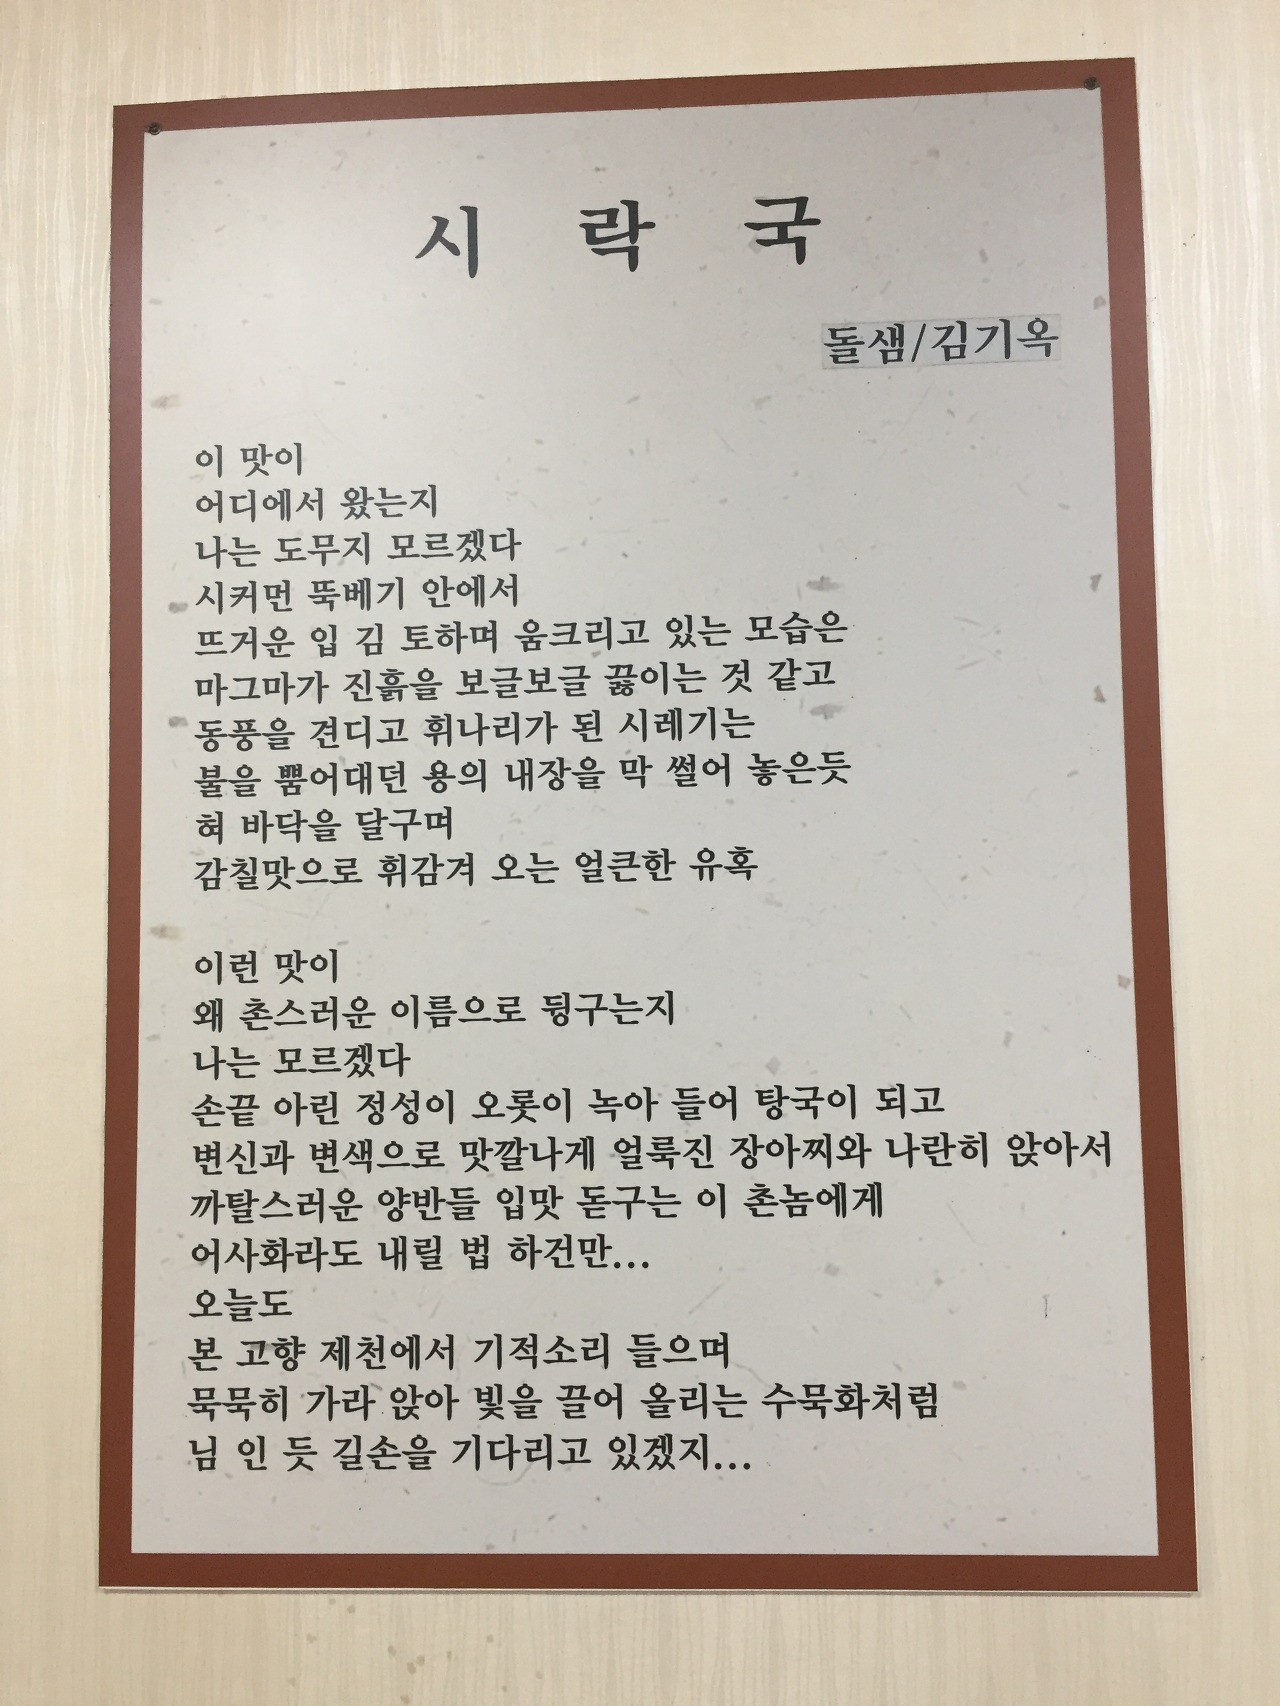 시 락 국
돌샘/김기옥
이 맛이
어디에서 왔는지
나는 도무지 모르겠다
시커먼 뚝베기 안에서
뜨거운 입 김 토하며 움크리고 있는 모습은
마그마가 진흙을 보글보글 끓이는 것 같고
동풍을 견디고 휘나리가 된 시레기는
불을 뿜어대던 용의 내장을 막 썰어 놓은듯
혀 바닥을 달구며
감칠맛으로 휘감겨 오는 얼큰한 유혹
이런 맛이
왜 촌스러운 이름으로 뒹구는지
나는 모르겠다
손끝 아린 정성이 오롯이 녹아 들어 탕국이 되고
변신과 변색으로 맛깔나게 얼룩진 장아찌와 나란히 앉아서
까탈스러운 양반들 입맛 돋구는 이 촌놈에게
어사화라도 내릴 법 하건만...
오늘도
본 고향 제천에서 기적소리 들으며
묵묵히 가라 앉아 빛을 끌어 올리는 수묵화처럼
님 인 듯 길손을 기다리고 있겠지...